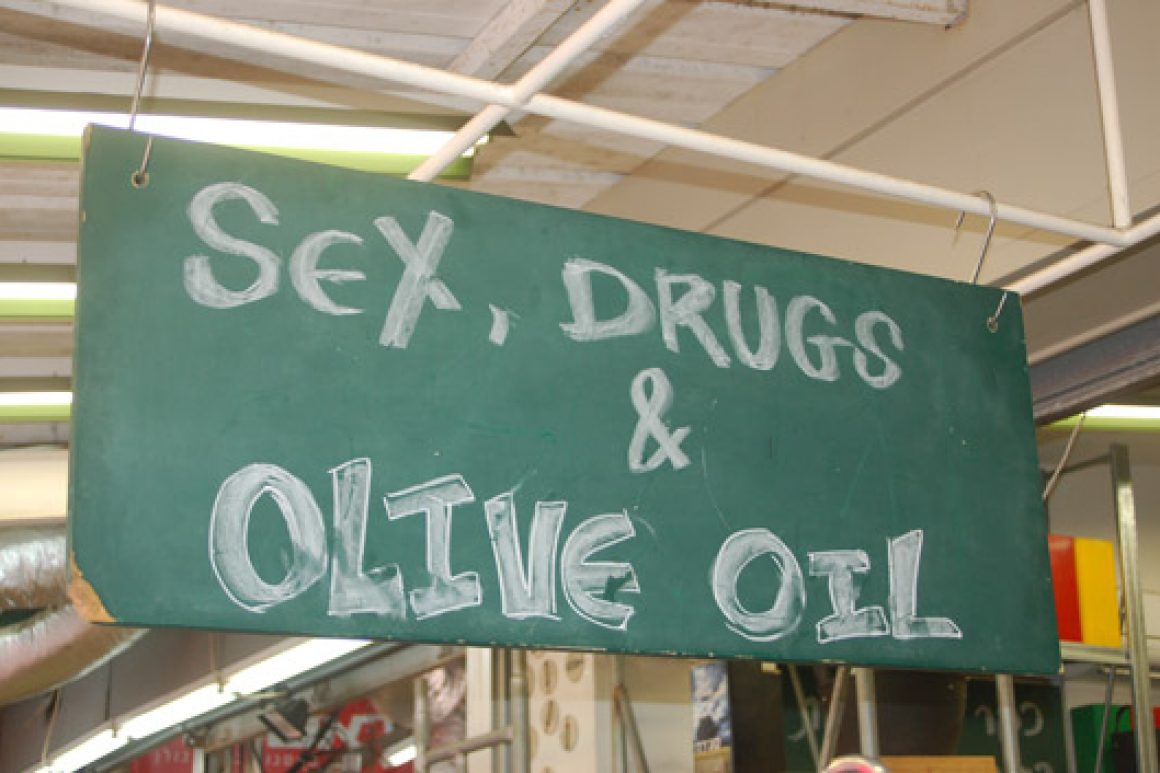 Sex, DRUGS
&
OLIVE OIL